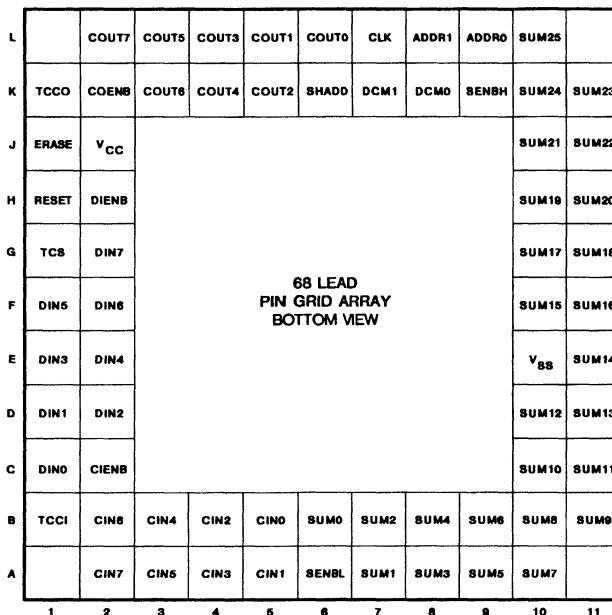 L COUT7 COUT5 COUT3 COUT1 COUT0 CLK ADDR1 ADDR0 SUM25
K TCCO COENB COUT6 COUT4 COUT2 SHADD DCM1 DCM0 SENBH SUM24 SUM23
J ERASE VCC SUM21 SUM22
H RESET DIENB SUM19 SUM20
G TCS DIN7 SUM17 SUM18
68 LEAD
PIN GRID ARRAY
BOTTOM VIEW
F DIN5 DIN6 SUM15 SUM16
E DIN3 DIN4 VSS SUM14
D DIN1 DIN2 SUM12 SUM13
C DIN0 CIENB SUM10 SUM11
B TCCI CIN6 CIN4 CIN2 CIN0 SUM0 SUM2 SUM4 SUM6 SUM8 SUM9
A CIN7 CIN5 CIN3 CIN1 SENBL SUM1 SUM3 SUM5 SUM7
1 2 3 4 5 6 7 8 9 10 11